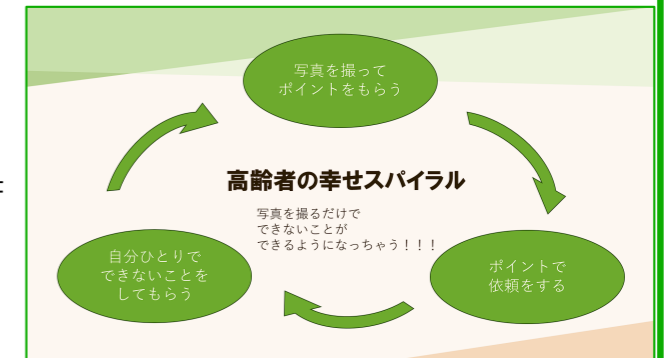 写真を撮って
ポイントをもらう
高齢者の幸せスパイラル
写真を撮るだけで
できないことが
できるようになっちゃう！！！
自分ひとりで
できないことを
してもらう
ポイントで
依頼をする